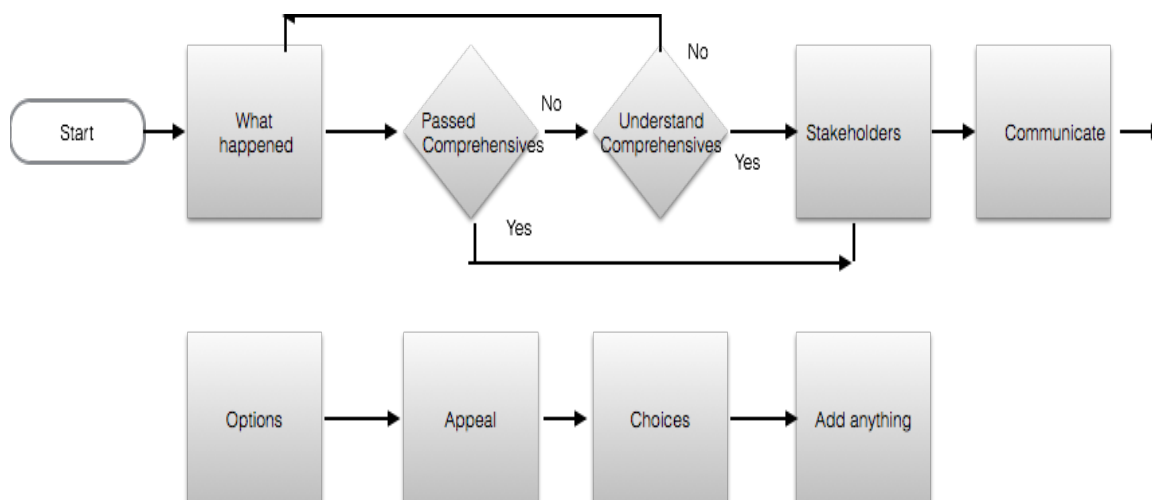 No
Start
What
happened
Passed
Comprehensives
No
Understand
Comprehensives
Yes
Stakeholders
Communicate
Yes
Options
Appeal
Choices
Add anything